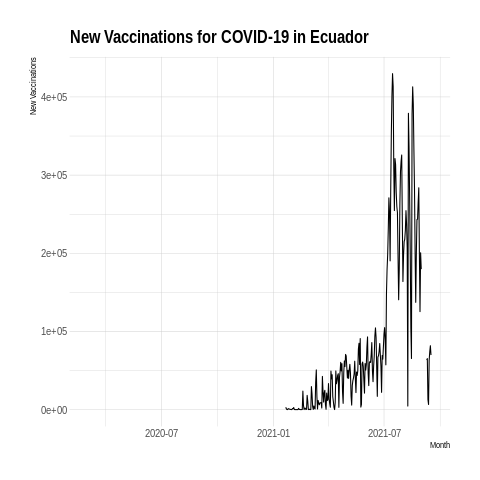 New Vaccinations for COVID-19 in Ecuador
New Vaccinations
4e+05
3e+05
2e+05
1e+05
0e+00
2020-07 2021-01 2021-07
Month